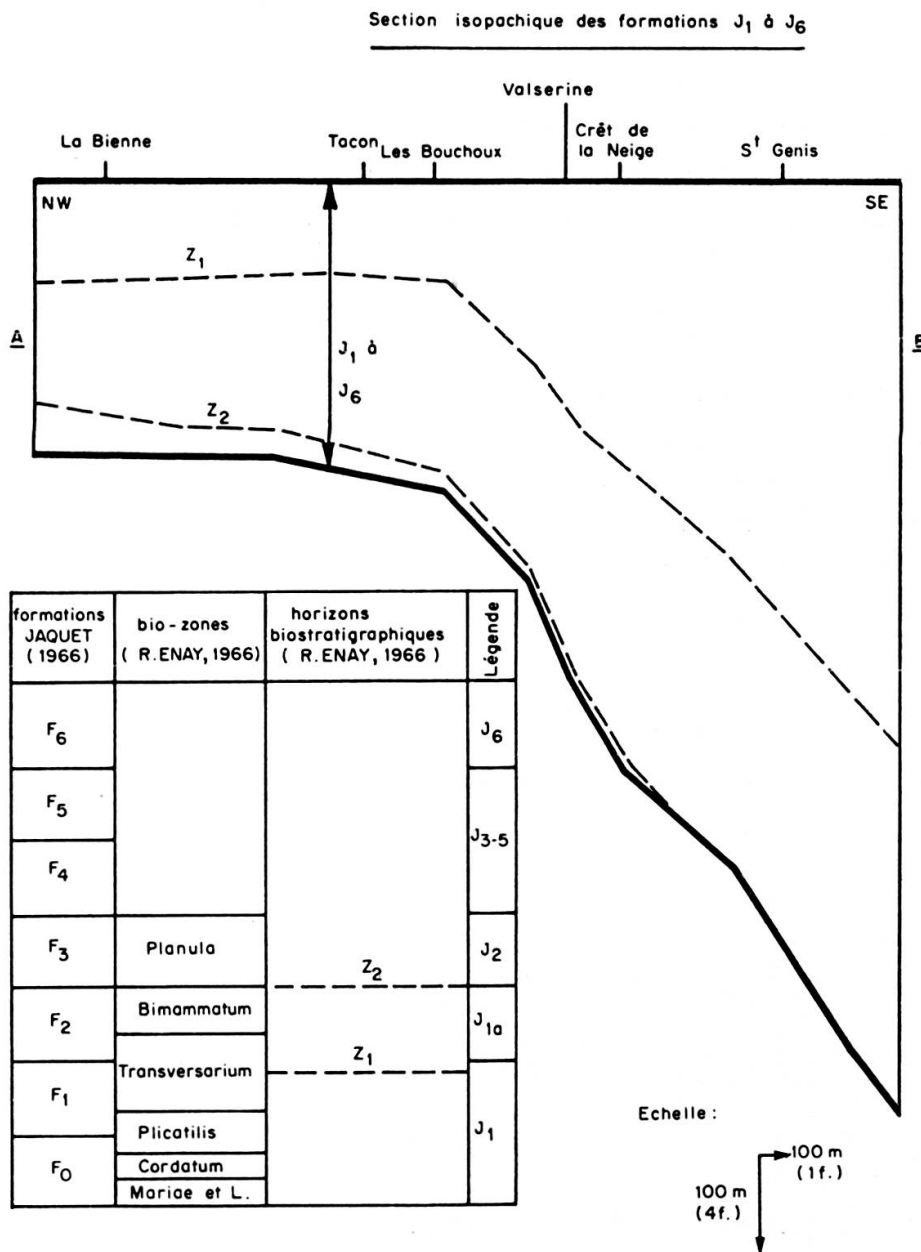 Section isopachique des formations J1 à J6
Valserine
La Bienne
Tacon
Les Bouchoux
Crêt de
la Neige
St Genis
NW
SE
Z1
A
J1 à
J6
Z2
formations
JAQUET
(1966)
bio-zones
( R.ENAY, 1966)
horizons
biostratigraphiques
( R. ENAY, 1966 )
Légende
F6
J6
F5
J3-5
F4
F3
Planula
J2
Z2
F2
Bimammatum
J1a
Z1
Transversarium
F1
J1
Plicatilis
F0
Cordatum
Mariae et L.
Echelle :
100 m
(1f.)
100 m
(4f.)